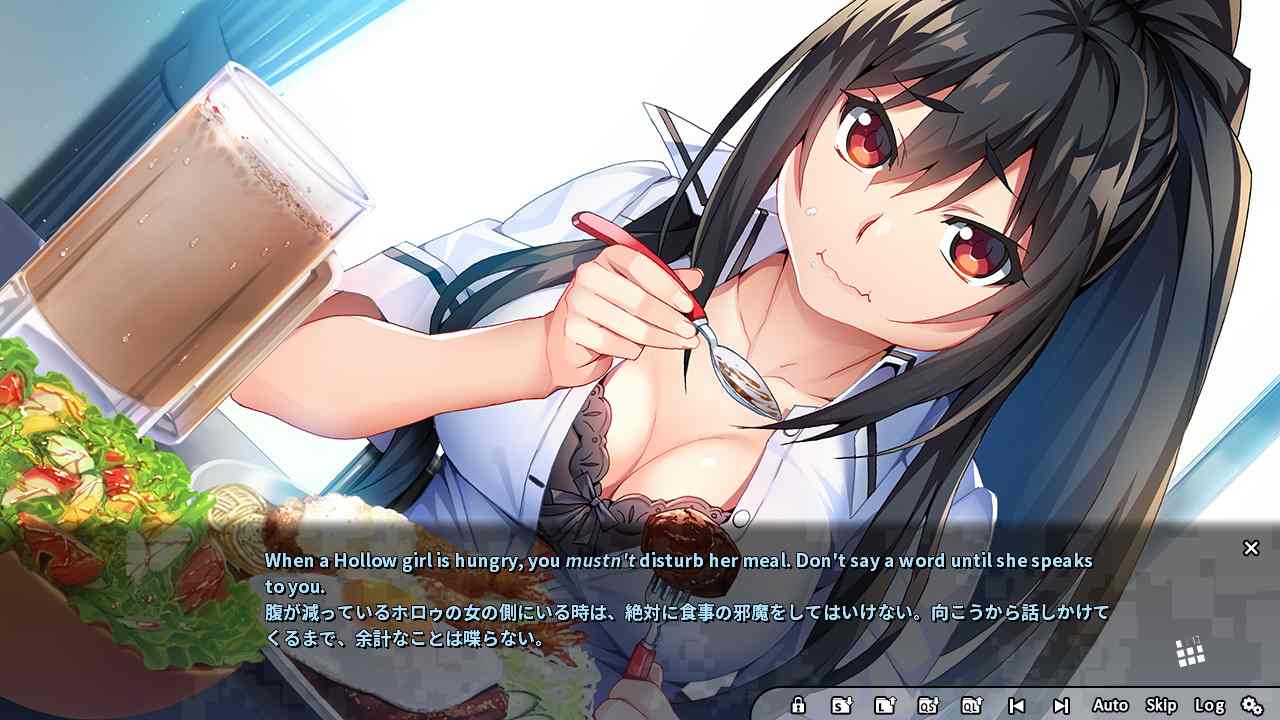 When a Hollow girl is hungry, you mustn't disturb her meal. Don't say a word until she speaks
to you.
腹が減っているホロゥの女の側にいる時は、絶対に食事の邪魔をしてはいけない。向こうから話しかけて
くるまで、余計なことは喋らない。
S L QS QL Auto Skip Log